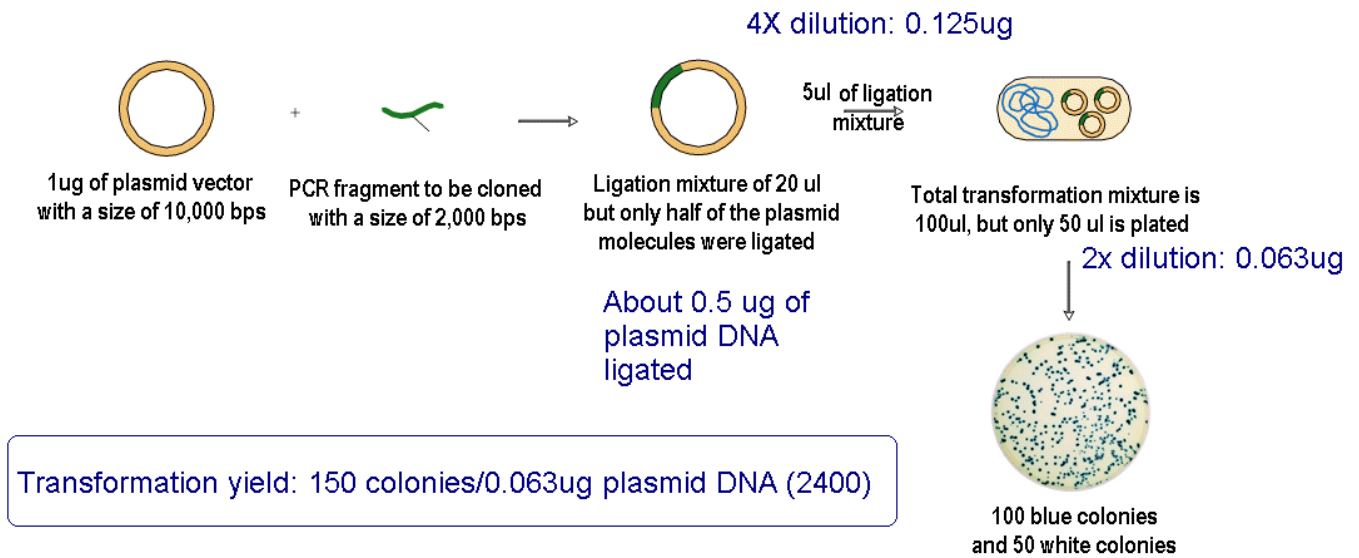 4X dilution: 0.125ug
+
5ul of ligation
mixture
1ug of plasmid vector
with a size of 10,000 bps
PCR fragment to be cloned
with a size of 2,000 bps
Ligation mixture of 20 ul
but only half of the plasmid
molecules were ligated
Total transformation mixture is
100ul, but only 50 ul is plated
2x dilution: 0.063ug
About 0.5 ug of
plasmid DNA
ligated
Transformation yield: 150 colonies/0.063ug plasmid DNA (2400)
100 blue colonies
and 50 white colonies